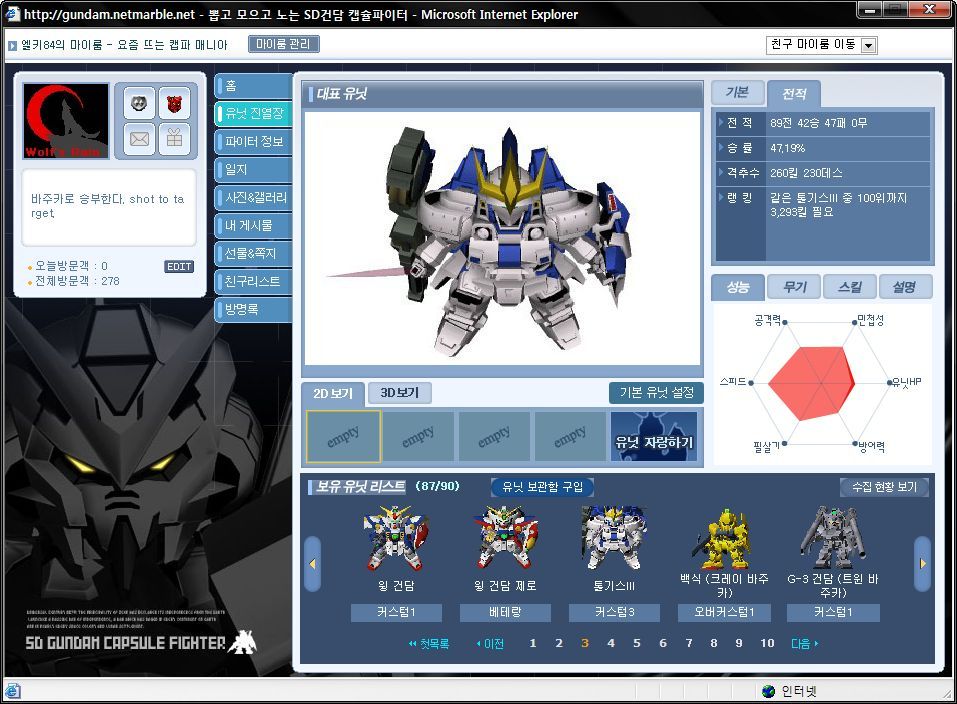 http://gundam.netmarble.net - 뽑고 모으고 노는 SD건담 캡슐파이터 - Microsoft Internet Explorer
엘키84의 마이룸 - 요즘 뜨는 캡파 매니아
마이룸 관리
친구 마이룸 이동
Wolf's Rain
바주카로 승부한다. shot to ta
rget.
오늘방문객 : 0
EDIT
전체방문객 : 278
홈
유닛 진열장
파이터 정보
일지
사진&갤러리
내 게시물
선물&쪽지
친구리스트
방명록
대표 유닛
2D보기
3D보기
기본 유닛 설정
empty
empty
empty
empty
유닛 자랑하기
기본
전적
전 적 89전 42승 47패 0무
승 률 47.19%
격추수 260킬 230데스
랭 킹 같은 톨기스III 중 100위까지
3,293킬 필요
성능
무기
스킬
설명
공격력
민첩성
스피드
유닛HP
필살기
방어력
보유 유닛 리스트 (87/90)
유닛 보관함 구입
수집 현황 보기
윙 건담
윙 건담 제로
톨기스III
백식 (크레이 바주
카)
G-3 건담 (트윈 바
주카)
커스텀1
베테랑
커스텀3
오버커스텀1
커스텀1
첫목록 이전 1 2 3 4 5 6 7 8 9 10 다음
SD GUNDAM CAPSULE FIGHTER
인터넷